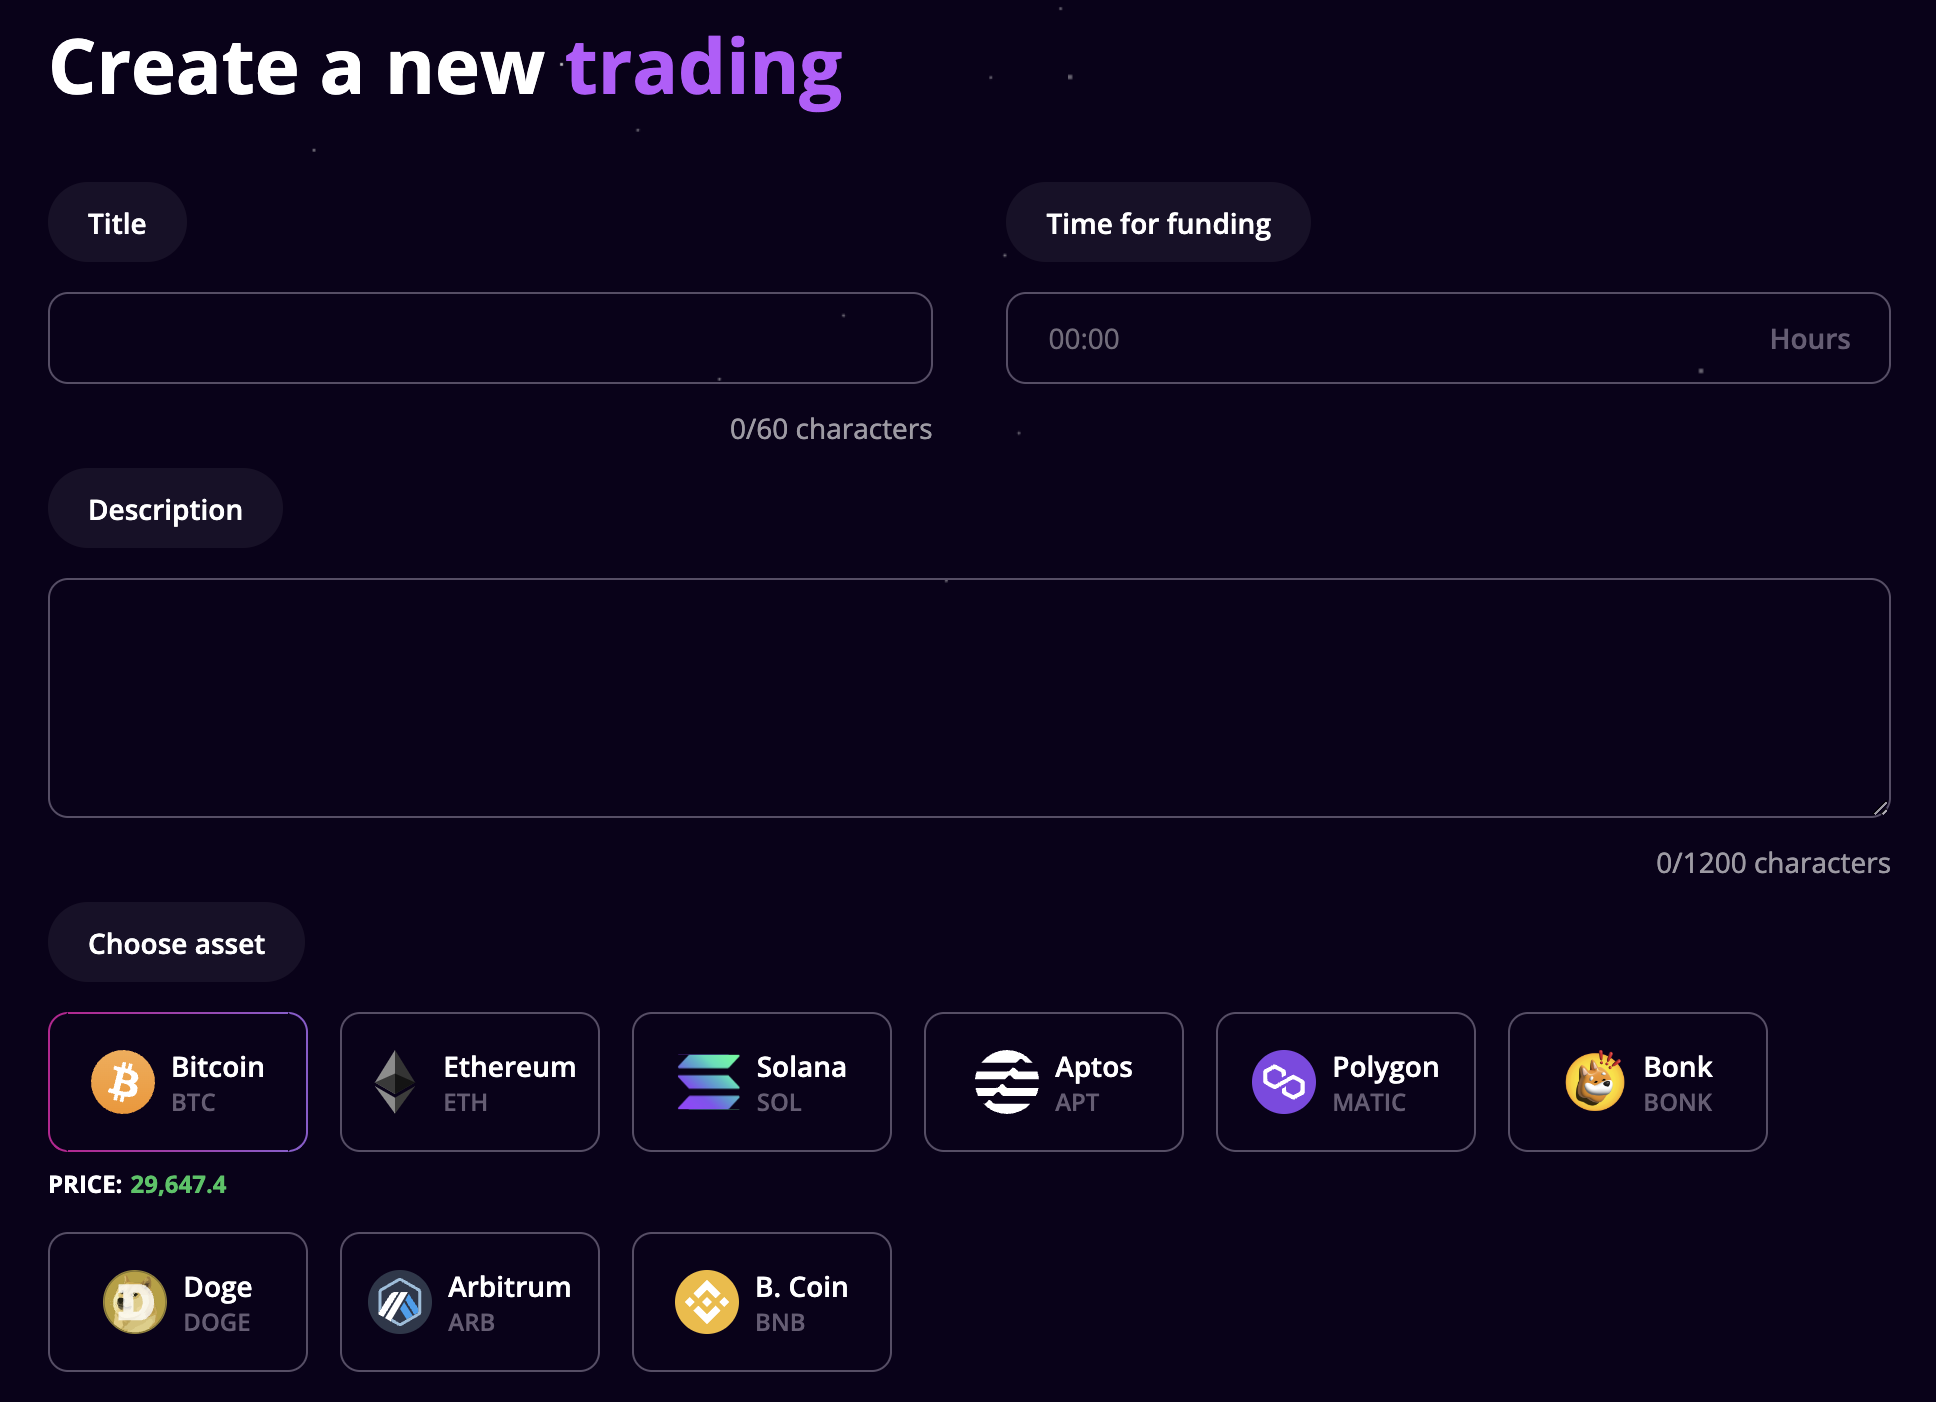 Create a new trading
Title
Time for funding
00:00
Hours
0/60 characters
Description
0/1200 characters
Choose asset
Bitcoin
BTC
Ethereum
ETH
Solana
SOL
Aptos
APT
Polygon
MATIC
Bonk
BONK
PRICE: 29,647.4
Doge
DOGE
Arbitrum
ARB
B. Coin
BNB